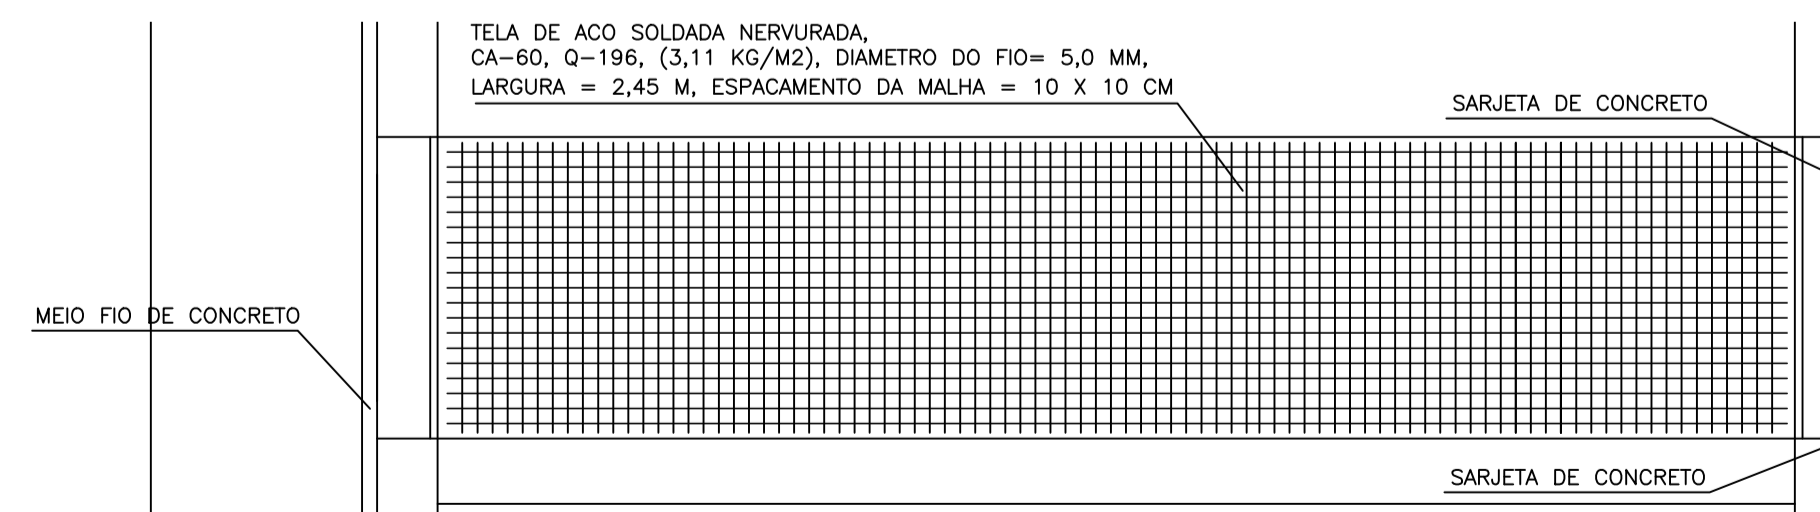 TELA DE ACO SOLDADA NERVURADA,
CA-60, Q-196, (3,11 KG/M2), DIAMETRO DO FIO= 5,0 MM,
LARGURA = 2,45 M, ESPACAMENTO DA MALHA = 10 X 10 CM
SARJETA DE CONCRETO
MEIO FIO DE CONCRETO
SARJETA DE CONCRETO